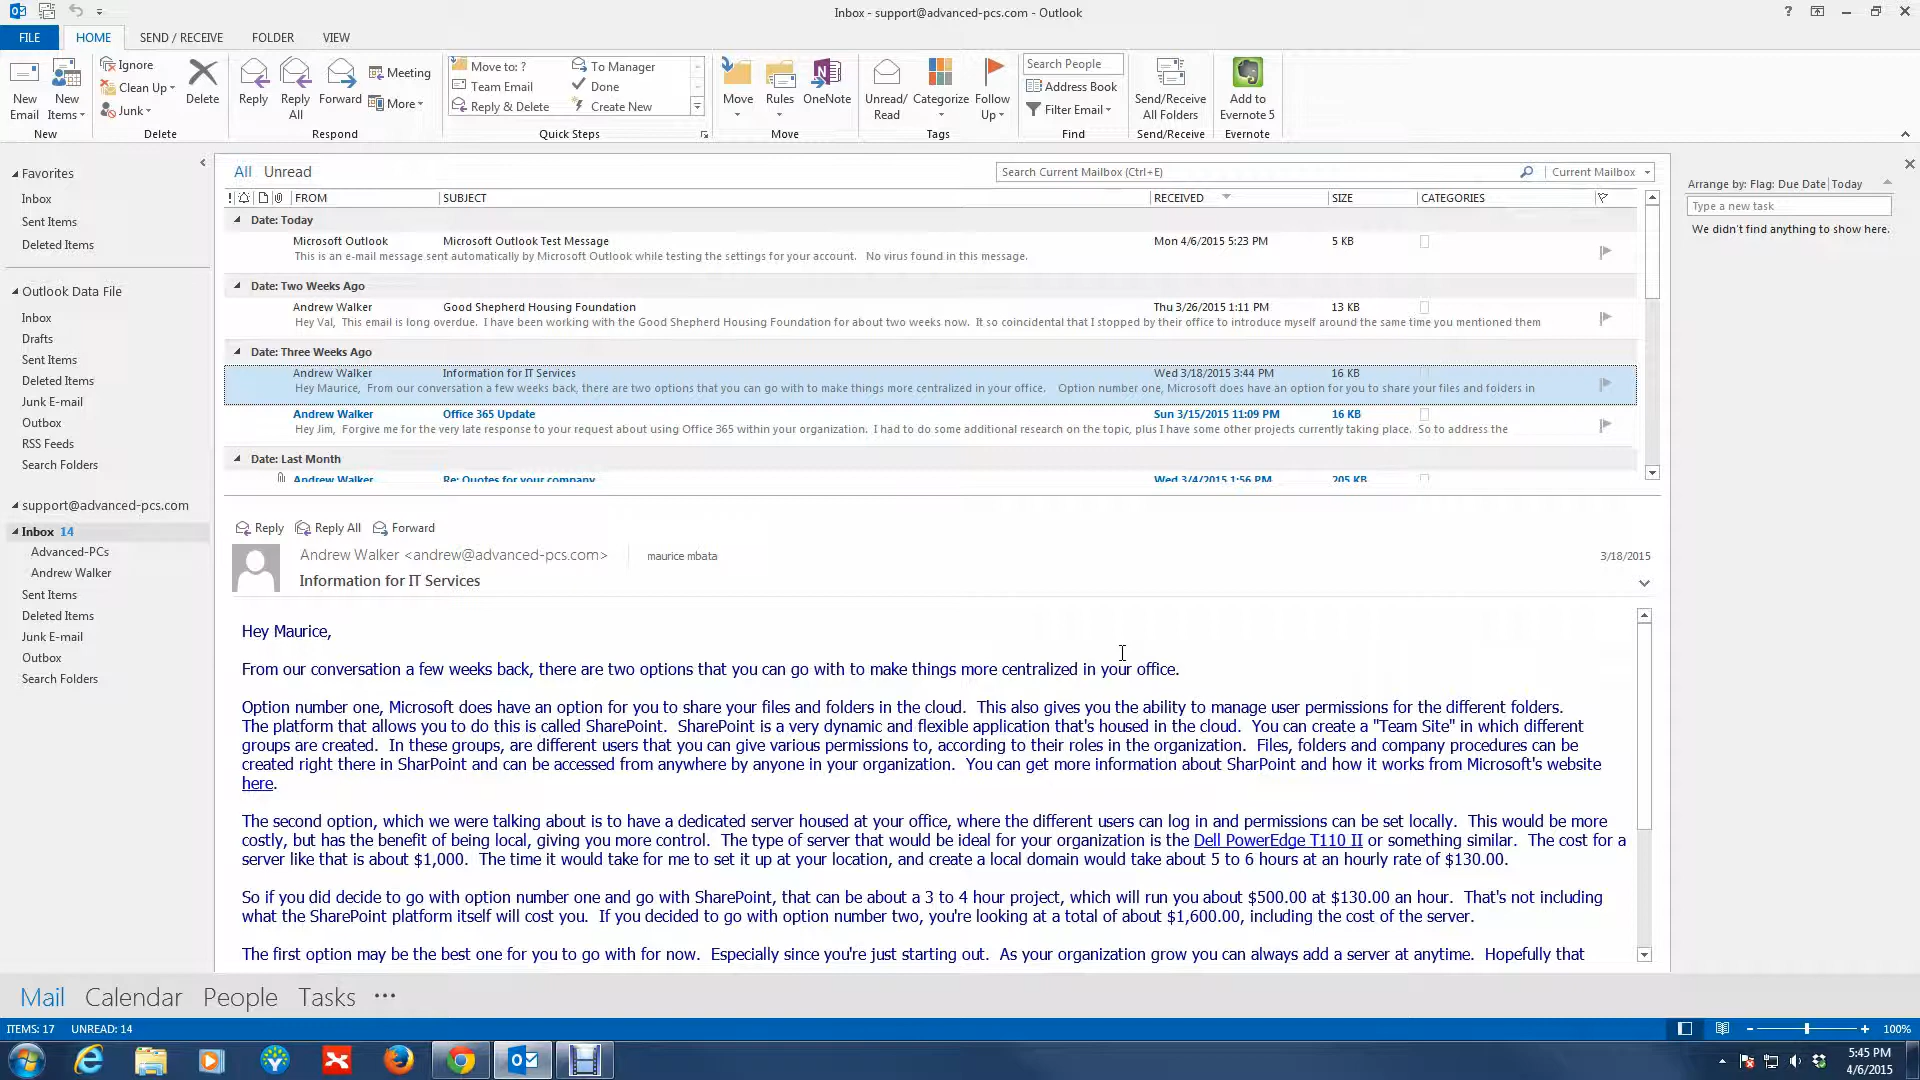 Inbox - support@advanced-pcs.com - Outlook
FILE HOME SEND / RECEIVE FOLDER VIEW
New Email
New Items
New
Ignore
Clean Up
Junk
Delete
Delete
Reply
Reply All
Forward
Meeting
More
Respond
Move to: ?
Team Email
Reply & Delete
To Manager
Done
Create New
Quick Steps
Move
Rules
OneNote
Move
Unread/ Read
Categorize
Follow Up
Tags
Search People
Address Book
Filter Email
Find
Send/Receive All Folders
Send/Receive
Add to Evernote 5
Evernote
Favorites
Inbox
Sent Items
Deleted Items
Outlook Data File
Inbox
Drafts
Sent Items
Deleted Items
Junk E-mail
Outbox
RSS Feeds
Search Folders
support@advanced-pcs.com
Inbox 14
Advanced-PCs
Andrew Walker
Sent Items
Deleted Items
Junk E-mail
Outbox
Search Folders
All Unread
Search Current Mailbox (Ctrl+E) Current Mailbox
! FROM SUBJECT RECEIVED SIZE CATEGORIES
Date: Today
Microsoft Outlook Microsoft Outlook Test Message Mon 4/6/2015 5:23 PM 5 KB
This is an e-mail message sent automatically by Microsoft Outlook while testing the settings for your account. No virus found in this message.
Date: Two Weeks Ago
Andrew Walker Good Shepherd Housing Foundation Thu 3/26/2015 1:11 PM 13 KB
Hey Val, This email is long overdue. I have been working with the Good Shepherd Housing Foundation for about two weeks now. It so coincidental that I stopped by their office to introduce myself around the same time you mentioned them
Date: Three Weeks Ago
Andrew Walker Information for IT Services Wed 3/18/2015 3:44 PM 16 KB
Hey Maurice, From our conversation a few weeks back, there are two options that you can go with to make things more centralized in your office. Option number one, Microsoft does have an option for you to share your files and folders in
Andrew Walker Office 365 Update Sun 3/15/2015 11:09 PM 16 KB
Hey Jim, Forgive me for the very late response to your request about using Office 365 within your organization. I had to do some additional research on the topic, plus I have some other projects currently taking place. So to address the
Date: Last Month
Andrew Walker Re: Quotes for your company Wed 3/4/2015 1:56 PM 205 KB
Reply Reply All Forward
Andrew Walker <andrew@advanced-pcs.com> maurice mbata 3/18/2015
Information for IT Services
Hey Maurice,
From our conversation a few weeks back, there are two options that you can go with to make things more centralized in your office.
Option number one, Microsoft does have an option for you to share your files and folders in the cloud. This also gives you the ability to manage user permissions for the different folders.
The platform that allows you to do this is called SharePoint. SharePoint is a very dynamic and flexible application that's housed in the cloud. You can create a "Team Site" in which different
groups are created. In these groups, are different users that you can give various permissions to, according to their roles in the organization. Files, folders and company procedures can be
created right there in SharPoint and can be accessed from anywhere by anyone in your organization. You can get more information about SharPoint and how it works from Microsoft's website
here.
The second option, which we were talking about is to have a dedicated server housed at your office, where the different users can log in and permissions can be set locally. This would be more
costly, but has the benefit of being local, giving you more control. The type of server that would be ideal for your organization is the Dell PowerEdge T110 II or something similar. The cost for a
server like that is about $1,000. The time it would take for me to set it up at your location, and create a local domain would take about 5 to 6 hours at an hourly rate of $130.00.
So if you did decide to go with option number one and go with SharePoint, that can be about a 3 to 4 hour project, which will run you about $500.00 at $130.00 an hour. That's not including
what the SharePoint platform itself will cost you. If you decided to go with option number two, you're looking at a total of about $1,600.00, including the cost of the server.
The first option may be the best one for you to go with for now. Especially since you're just starting out. As your organization grow you can always add a server at anytime. Hopefully that
Arrange by: Flag: Due Date Today
Type a new task
We didn't find anything to show here.
Mail Calendar People Tasks •••
ITEMS: 17 UNREAD: 14 100%
5:45 PM
4/6/2015